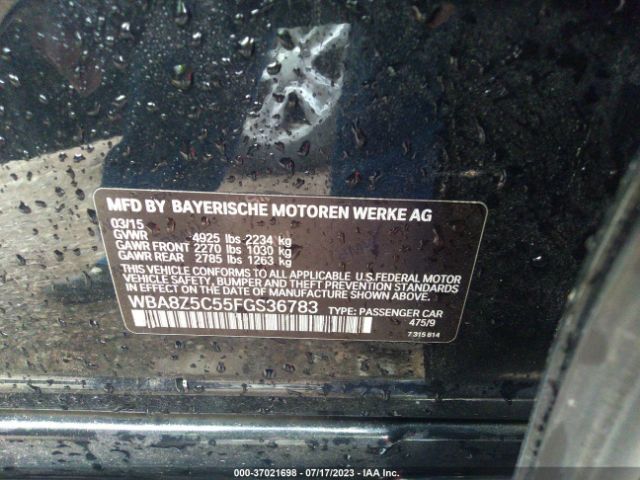 MFD BY BAYERISCHE MOTOREN WERKE AG
03/15
GVWR 4925 lbs 2234 kg
GAWR FRONT 2270 lbs 1030 kg
GAWR REAR 2785 lbs 1263 kg
THIS VEHICLE CONFORMS TO ALL APPLICABLE U.S.FEDERAL MOTOR
VEHICLE SAFETY, BUMPER AND THEFT PREVENTION STANDARDS
IN EFFECT ON THE DATE OF MANUFACTURE SHOWN ABOVE.
WBA8Z5C55FGS36783 TYPE: PASSENGER CAR
475/9
7 315 814
000-37021698 - 07/17/2023 - IAA Inc.